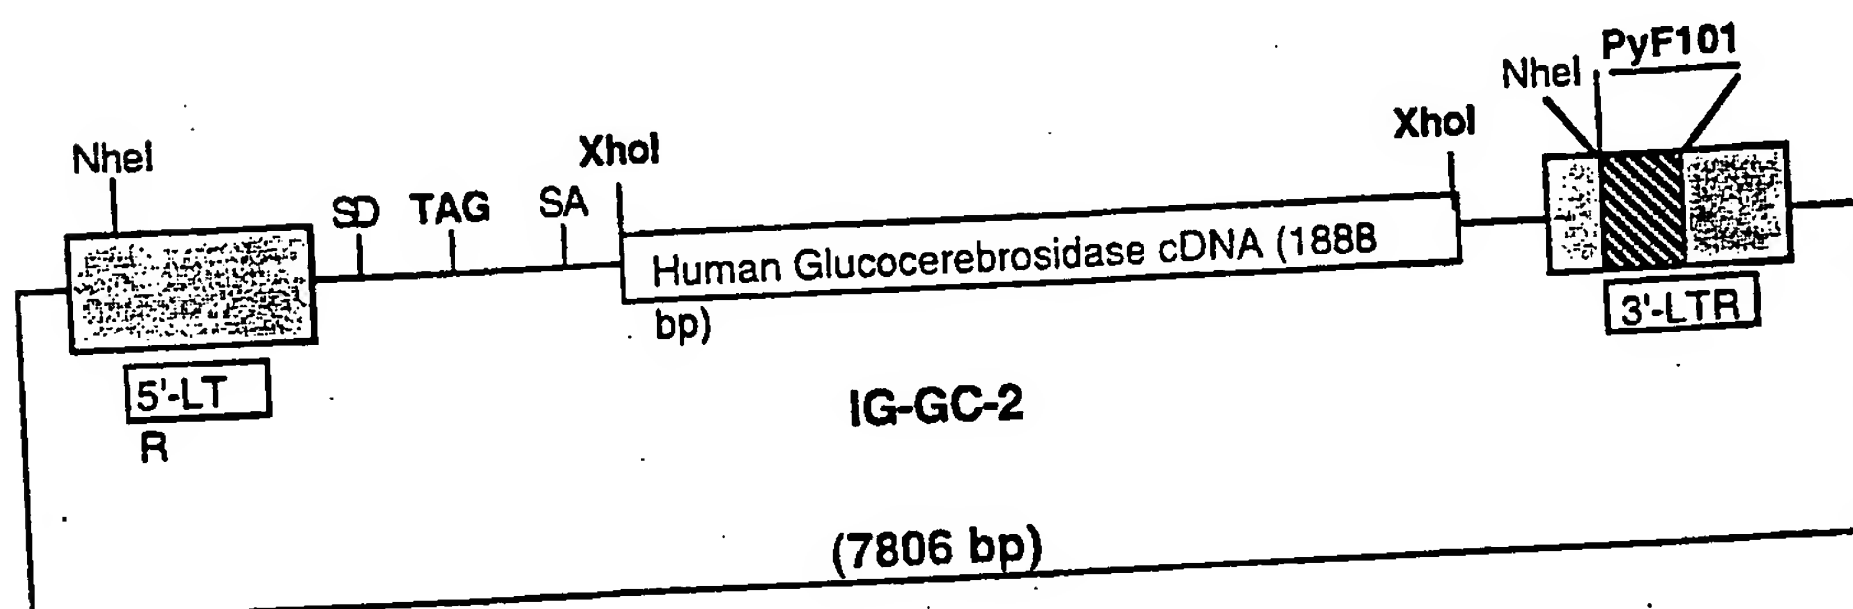 PyF101
NheI
XhoI
XhoI
NheI
SA
TAG
SD
Human Glucocerebrosidase cDNA (1888
bp)
3'-LTR
5'-LT
R
IG-GC-2
(7806 bp)